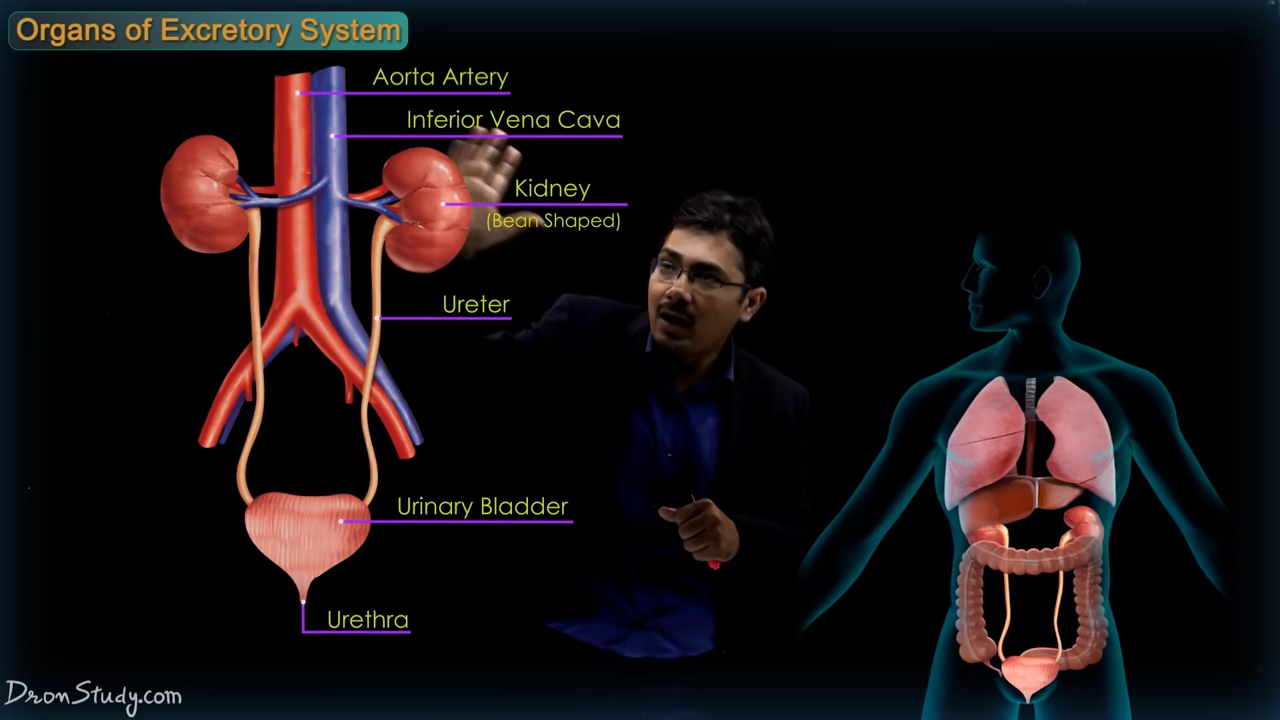 Organs of Excretory System
Aorta Artery
Inferior Vena Cava
Kidney
(Bean Shaped)
Ureter
Urinary Bladder
Urethra
DronStudy.com